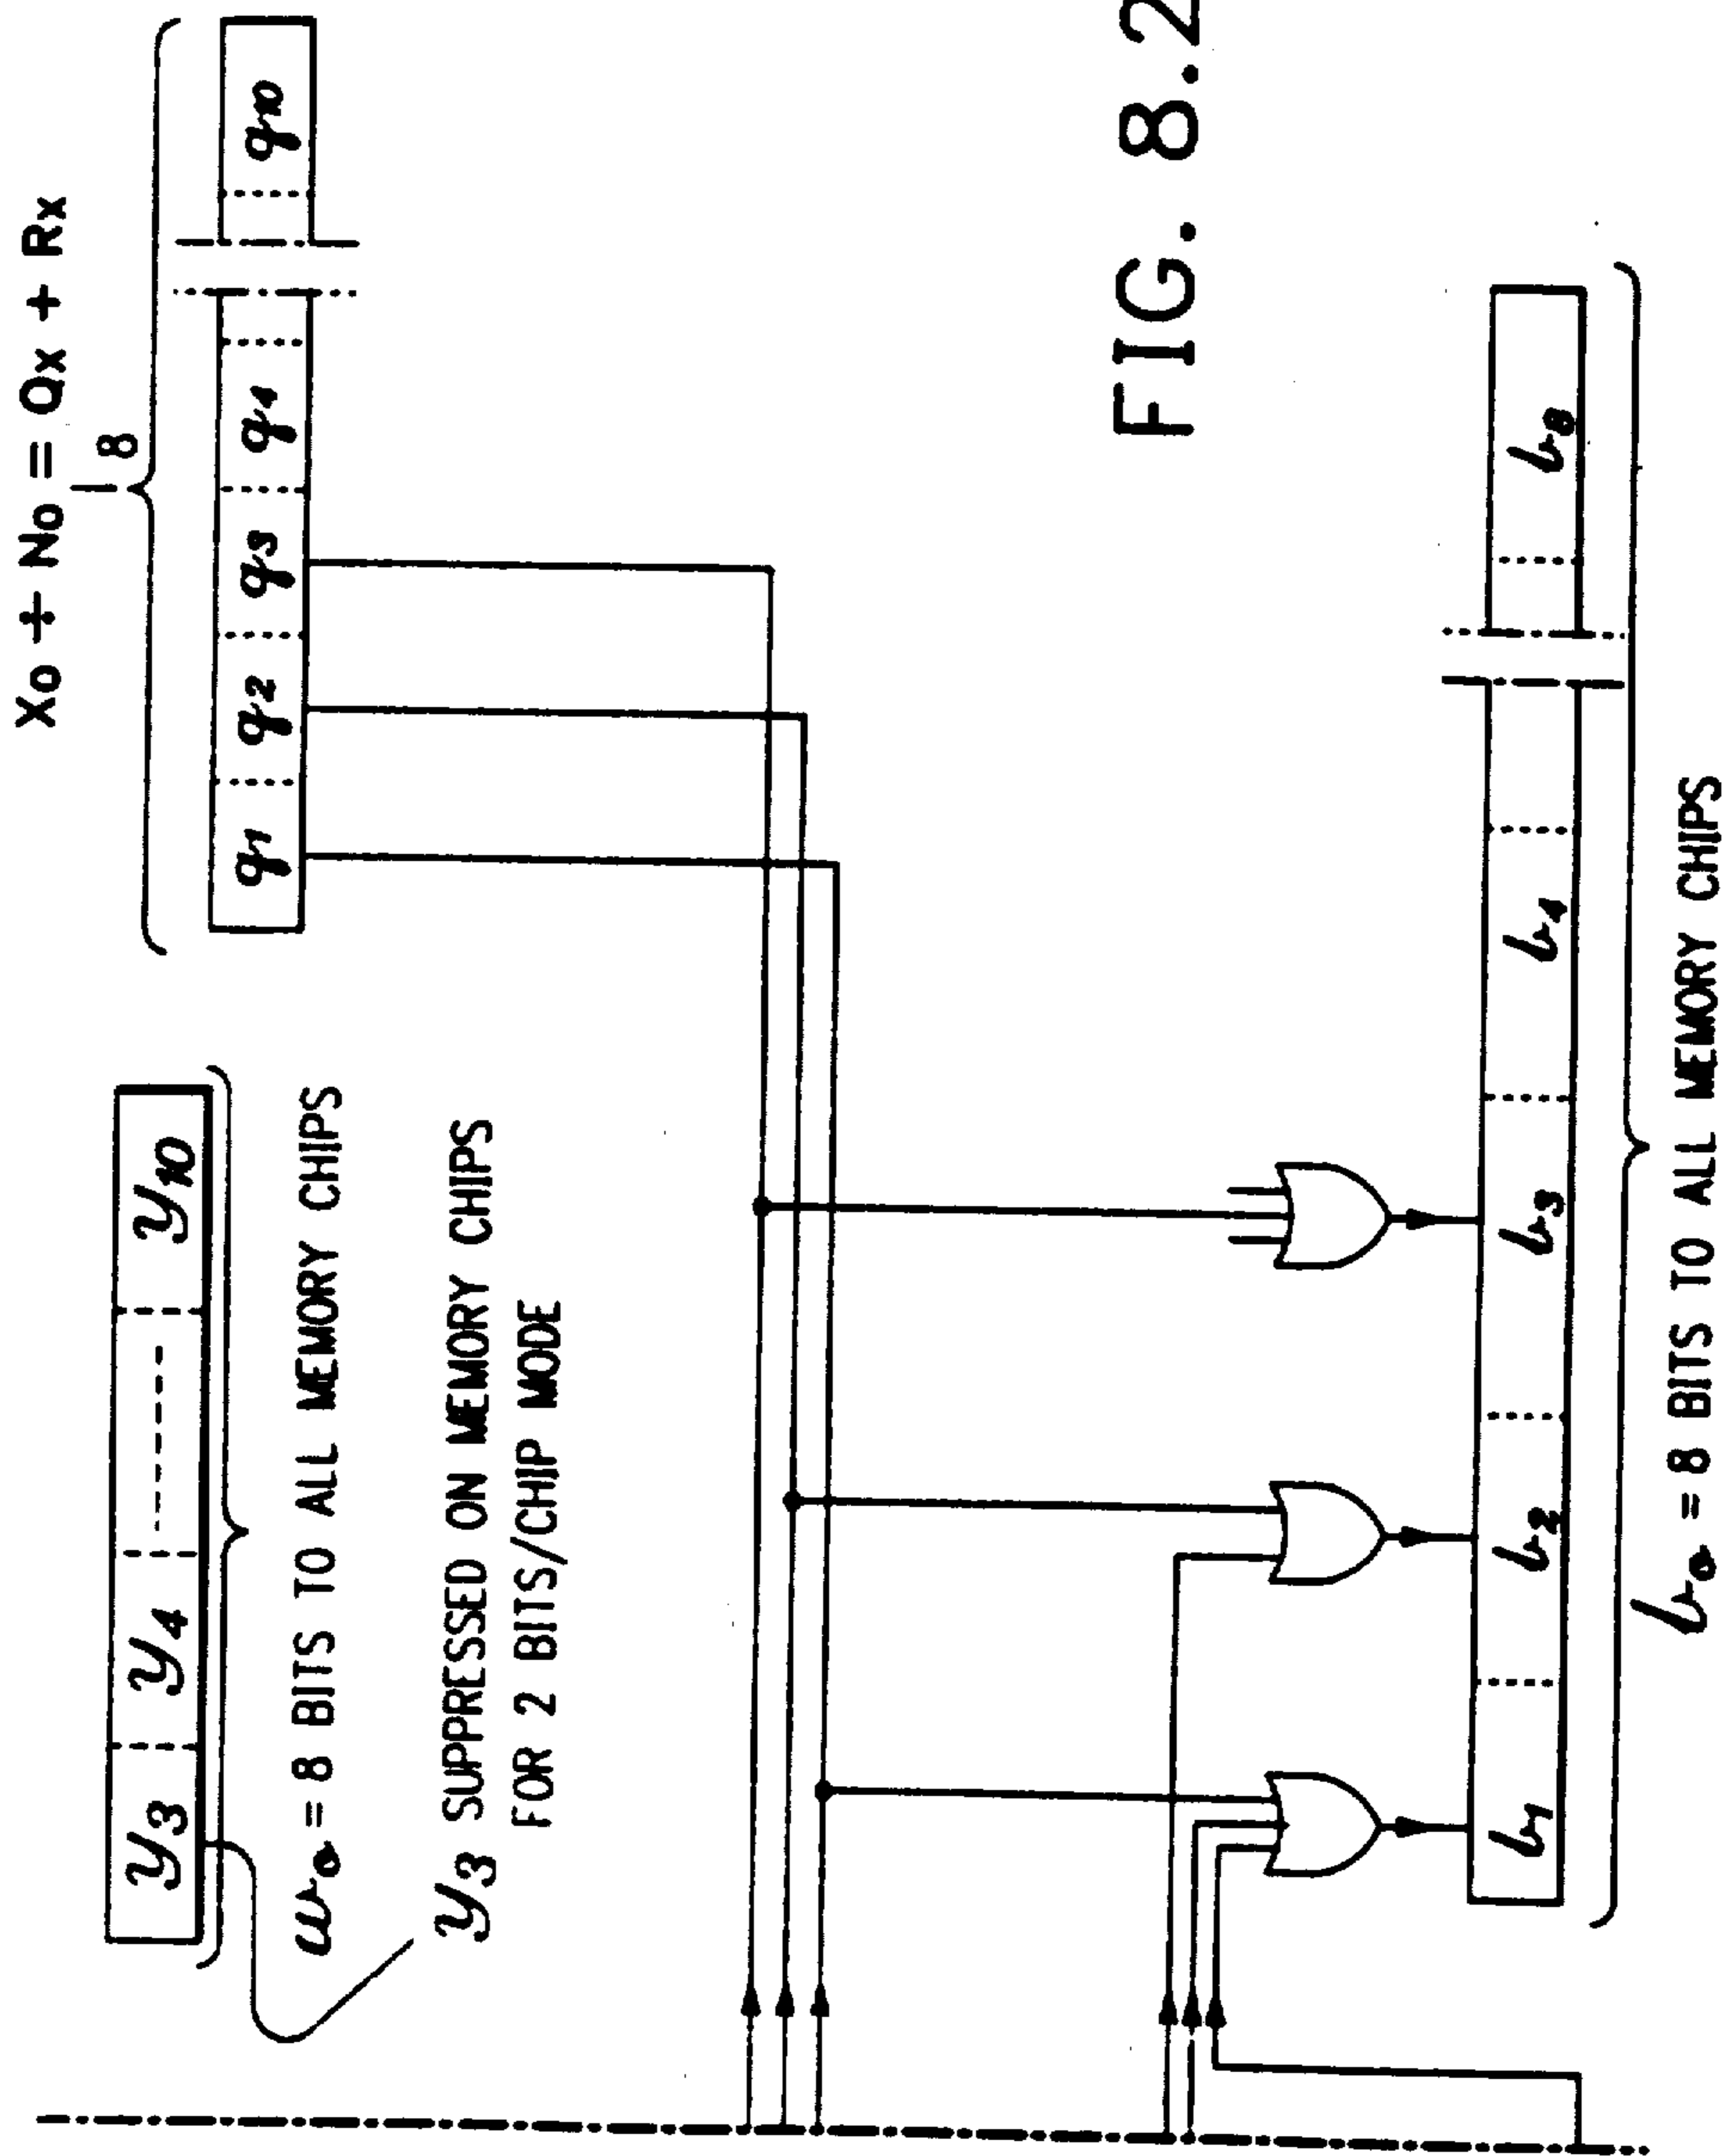 X₀ ÷ N₀ = Qx + Rx
8
y₃ y₄ y₁₀
q₁ q₂ q₃ q₄ q₁₀
w₀ = 8 BITS TO ALL MEMORY CHIPS
y₃ SUPPRESSED ON MEMORY CHIPS
FOR 2 BITS/CHIP MODE
FIG. 8.2
b₁ b₂ b₃ b₄ b₈
b₀ = 8 BITS TO ALL MEMORY CHIPS